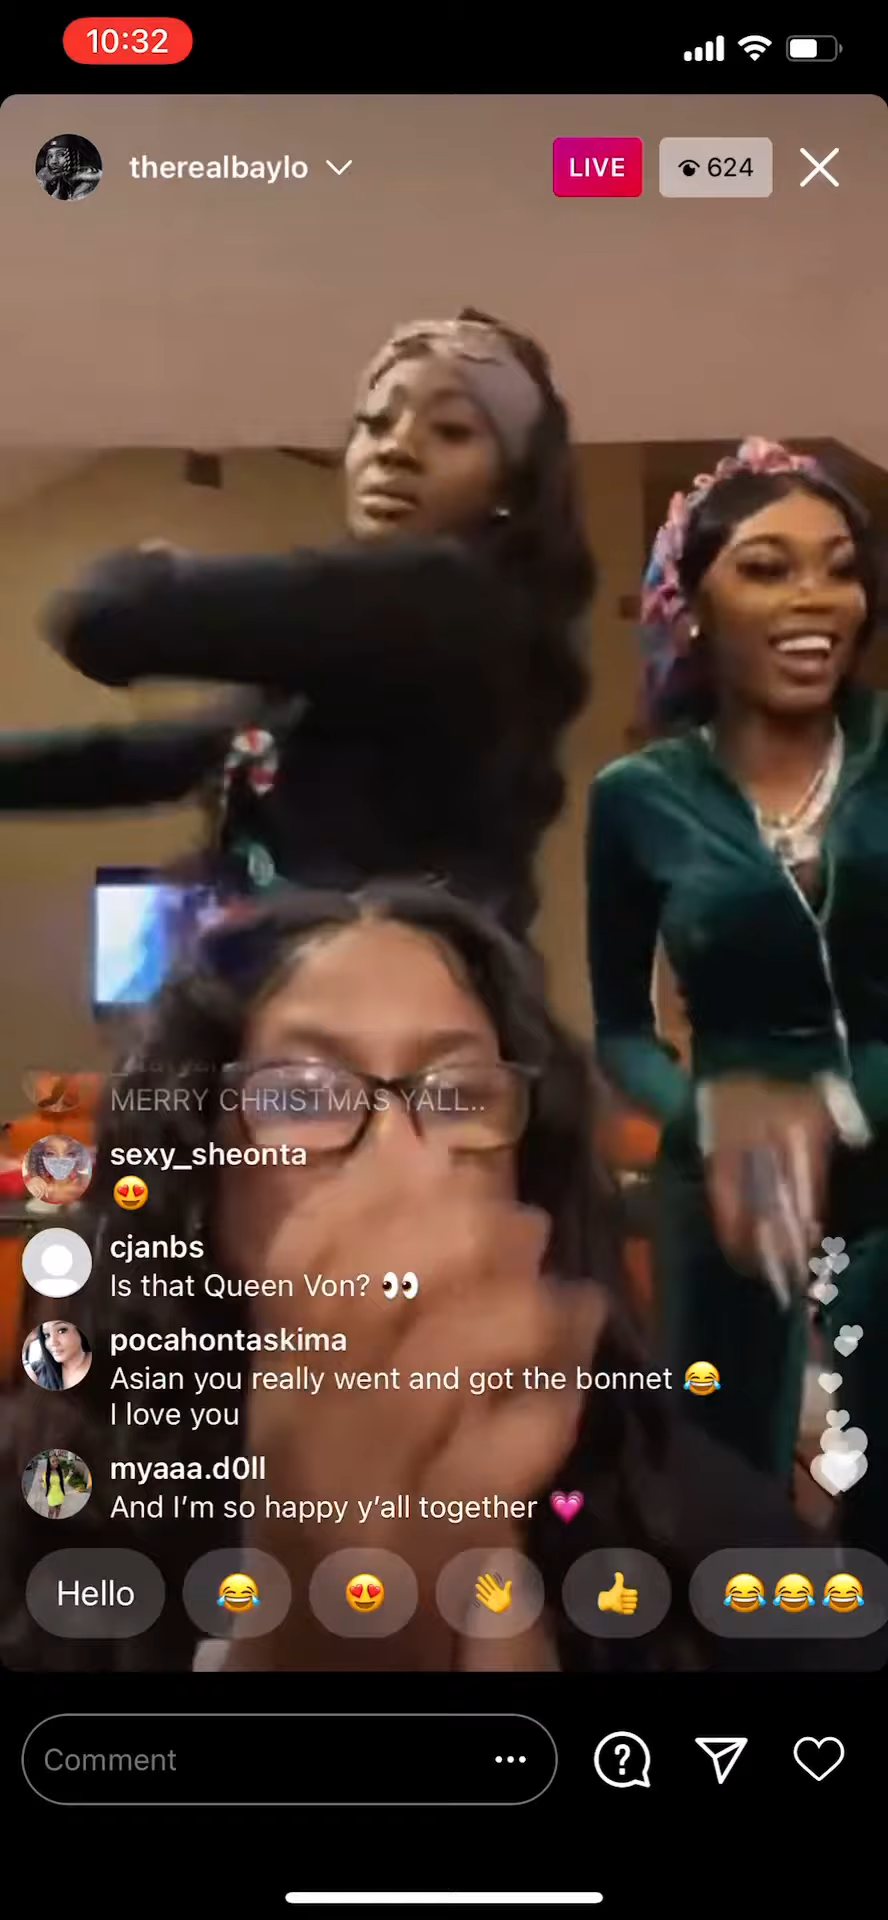 10:32
therealbaylo
LIVE
624
MERRY CHRISTMAS YALL..
sexy_sheonta
😍
cjanbs
Is that Queen Von? 👀
pocahontaskima
Asian you really went and got the bonnet 😂
I love you
myaaa.d0ll
And I'm so happy y'all together 💗
Hello 😂 😍 👋 👍 😂😂😂
Comment